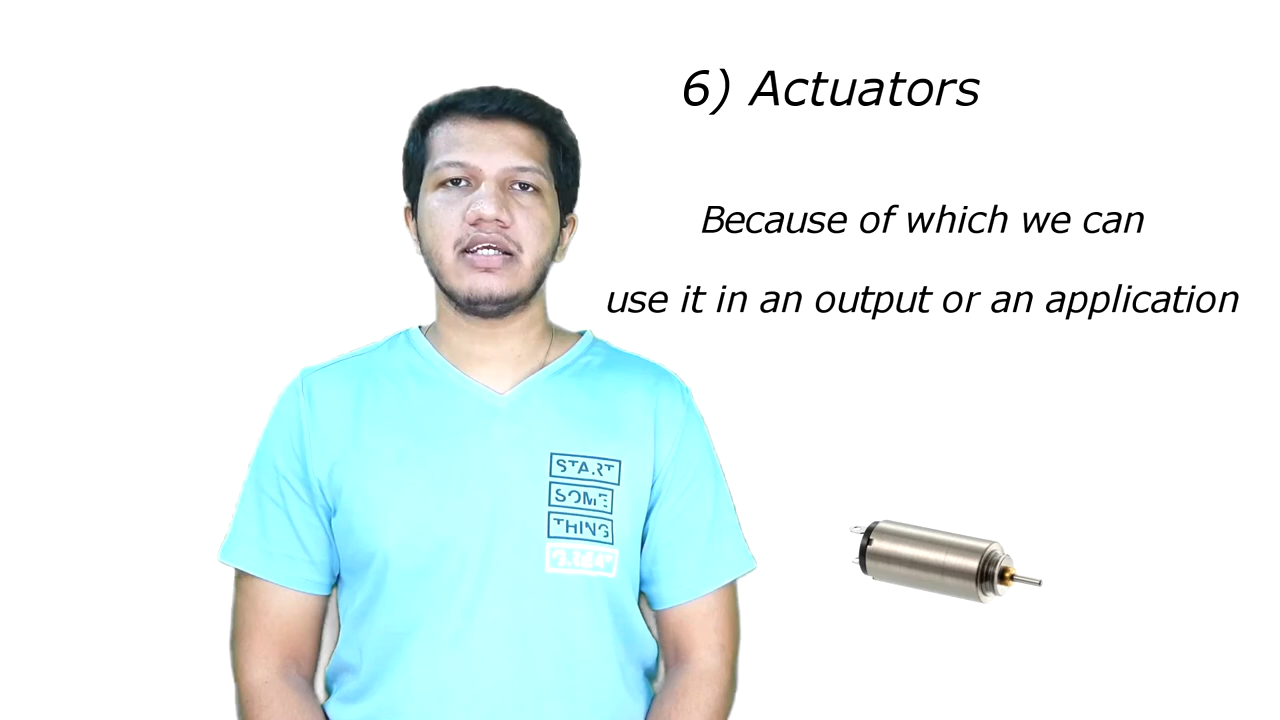 6) Actuators
Because of which we can
use it in an output or an application
START
SOME
THING